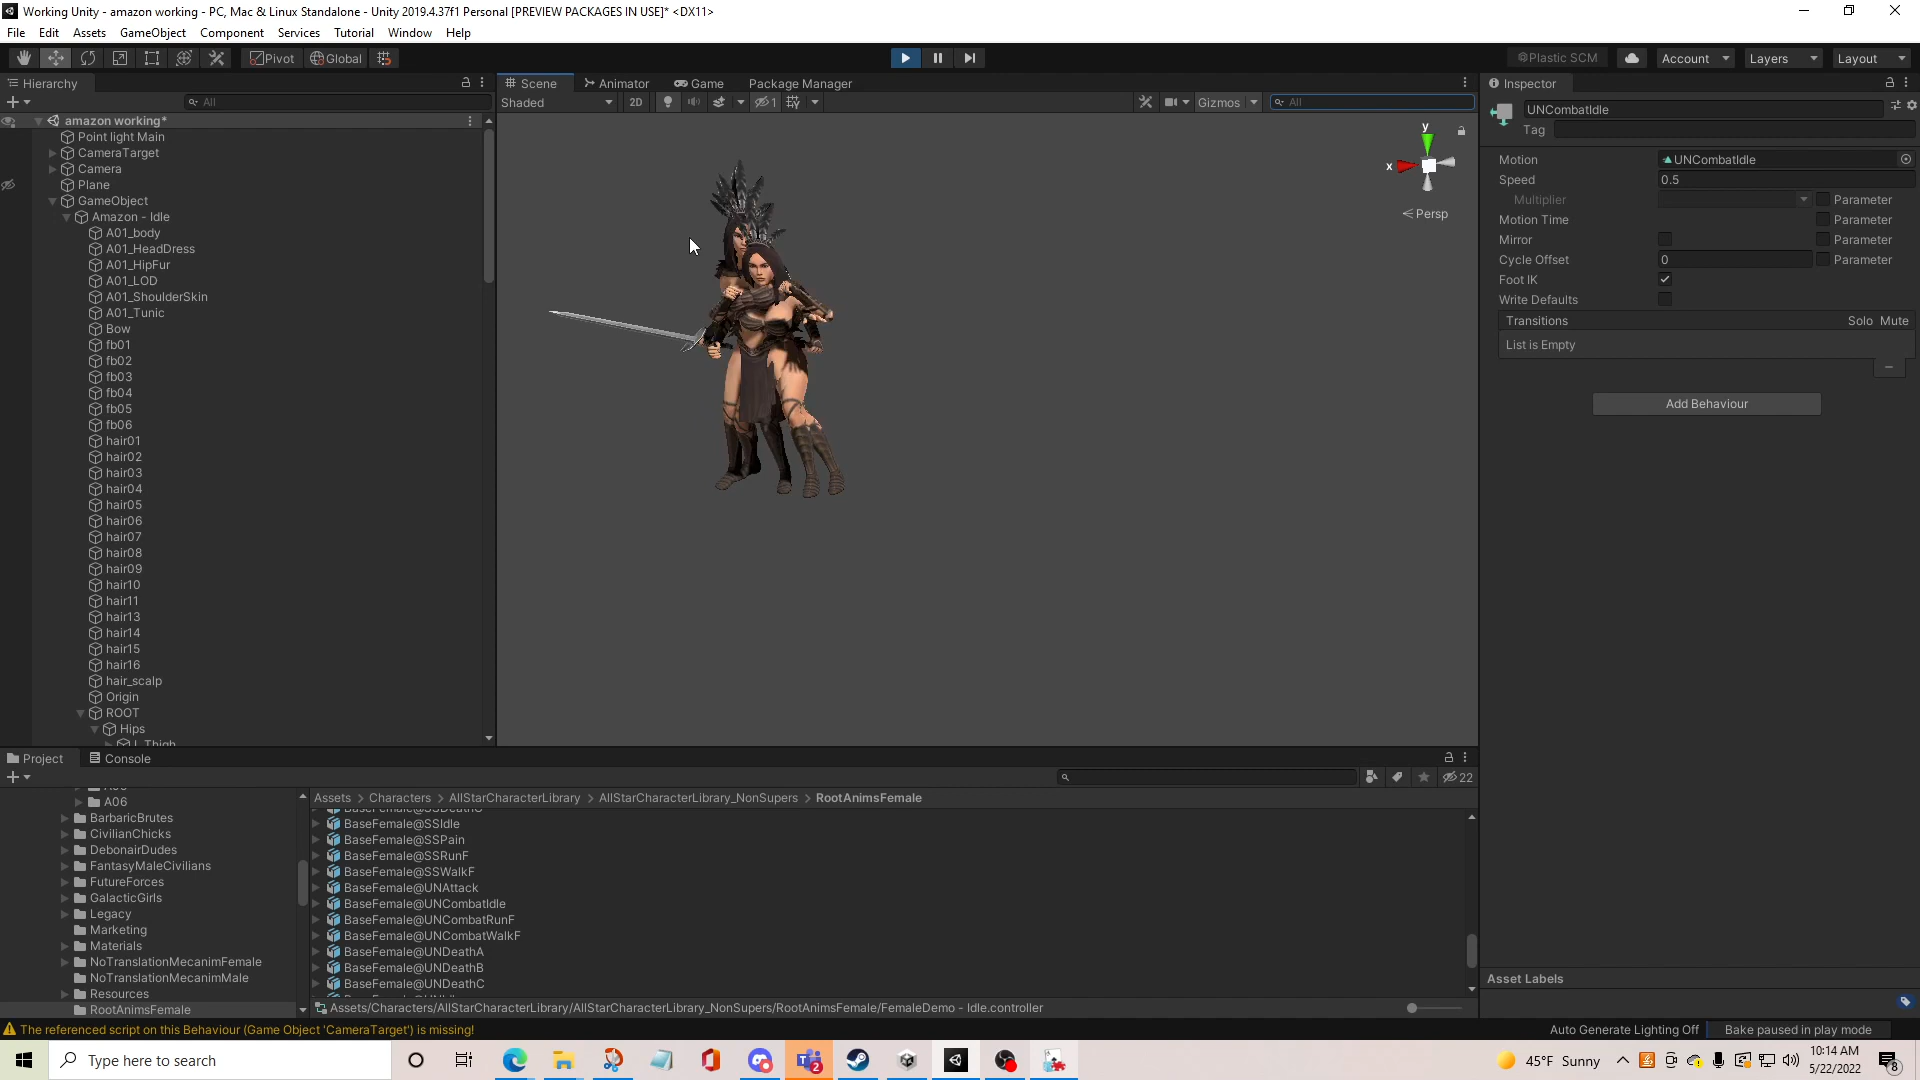 Working Unity - amazon working - PC, Mac & Linux Standalone - Unity 2019.4.37f1 Personal [PREVIEW PACKAGES IN USE]* <DX11>
File Edit Assets GameObject Component Services Tutorial Window Help
Pivot Global Plastic SCM Account Layers Layout
Hierarchy
All
amazon working*
Point light Main
CameraTarget
Camera
Plane
GameObject
Amazon - Idle
A01_body
A01_HeadDress
A01_HipFur
A01_LOD
A01_ShoulderSkin
A01_Tunic
Bow
fb01
fb02
fb03
fb04
fb05
fb06
hair01
hair02
hair03
hair04
hair05
hair06
hair07
hair08
hair09
hair10
hair11
hair13
hair14
hair15
hair16
hair_scalp
Origin
ROOT
Hips
Scene Animator Game Package Manager
Shaded 2D 1 Gizmos All
y
x
Persp
Inspector
UNCombatIdle
Tag
Motion UNCombatIdle
Speed 0.5
Multiplier Parameter
Motion Time Parameter
Mirror Parameter
Cycle Offset 0 Parameter
Foot IK
Write Defaults
Transitions Solo Mute
List is Empty
Add Behaviour
Asset Labels
Project Console
22
A06
BarbaricBrutes
CivilianChicks
DebonairDudes
FantasyMaleCivilians
FutureForces
GalacticGirls
Legacy
Marketing
Materials
NoTranslationMecanimFemale
NoTranslationMecanimMale
Resources
RootAnimsFemale
Assets > Characters > AllStarCharacterLibrary > AllStarCharacterLibrary_NonSupers > RootAnimsFemale
BaseFemale@SSIdle
BaseFemale@SSPain
BaseFemale@SSRunF
BaseFemale@SSWalkF
BaseFemale@UNAttack
BaseFemale@UNCombatIdle
BaseFemale@UNCombatRunF
BaseFemale@UNCombatWalkF
BaseFemale@UNDeathA
BaseFemale@UNDeathB
BaseFemale@UNDeathC
Assets/Characters/AllStarCharacterLibrary/AllStarCharacterLibrary_NonSupers/RootAnimsFemale/FemaleDemo - Idle.controller
The referenced script on this Behaviour (Game Object 'CameraTarget') is missing!
Auto Generate Lighting Off Bake paused in play mode
Type here to search
2
45°F Sunny
10:14 AM
5/22/2022
8